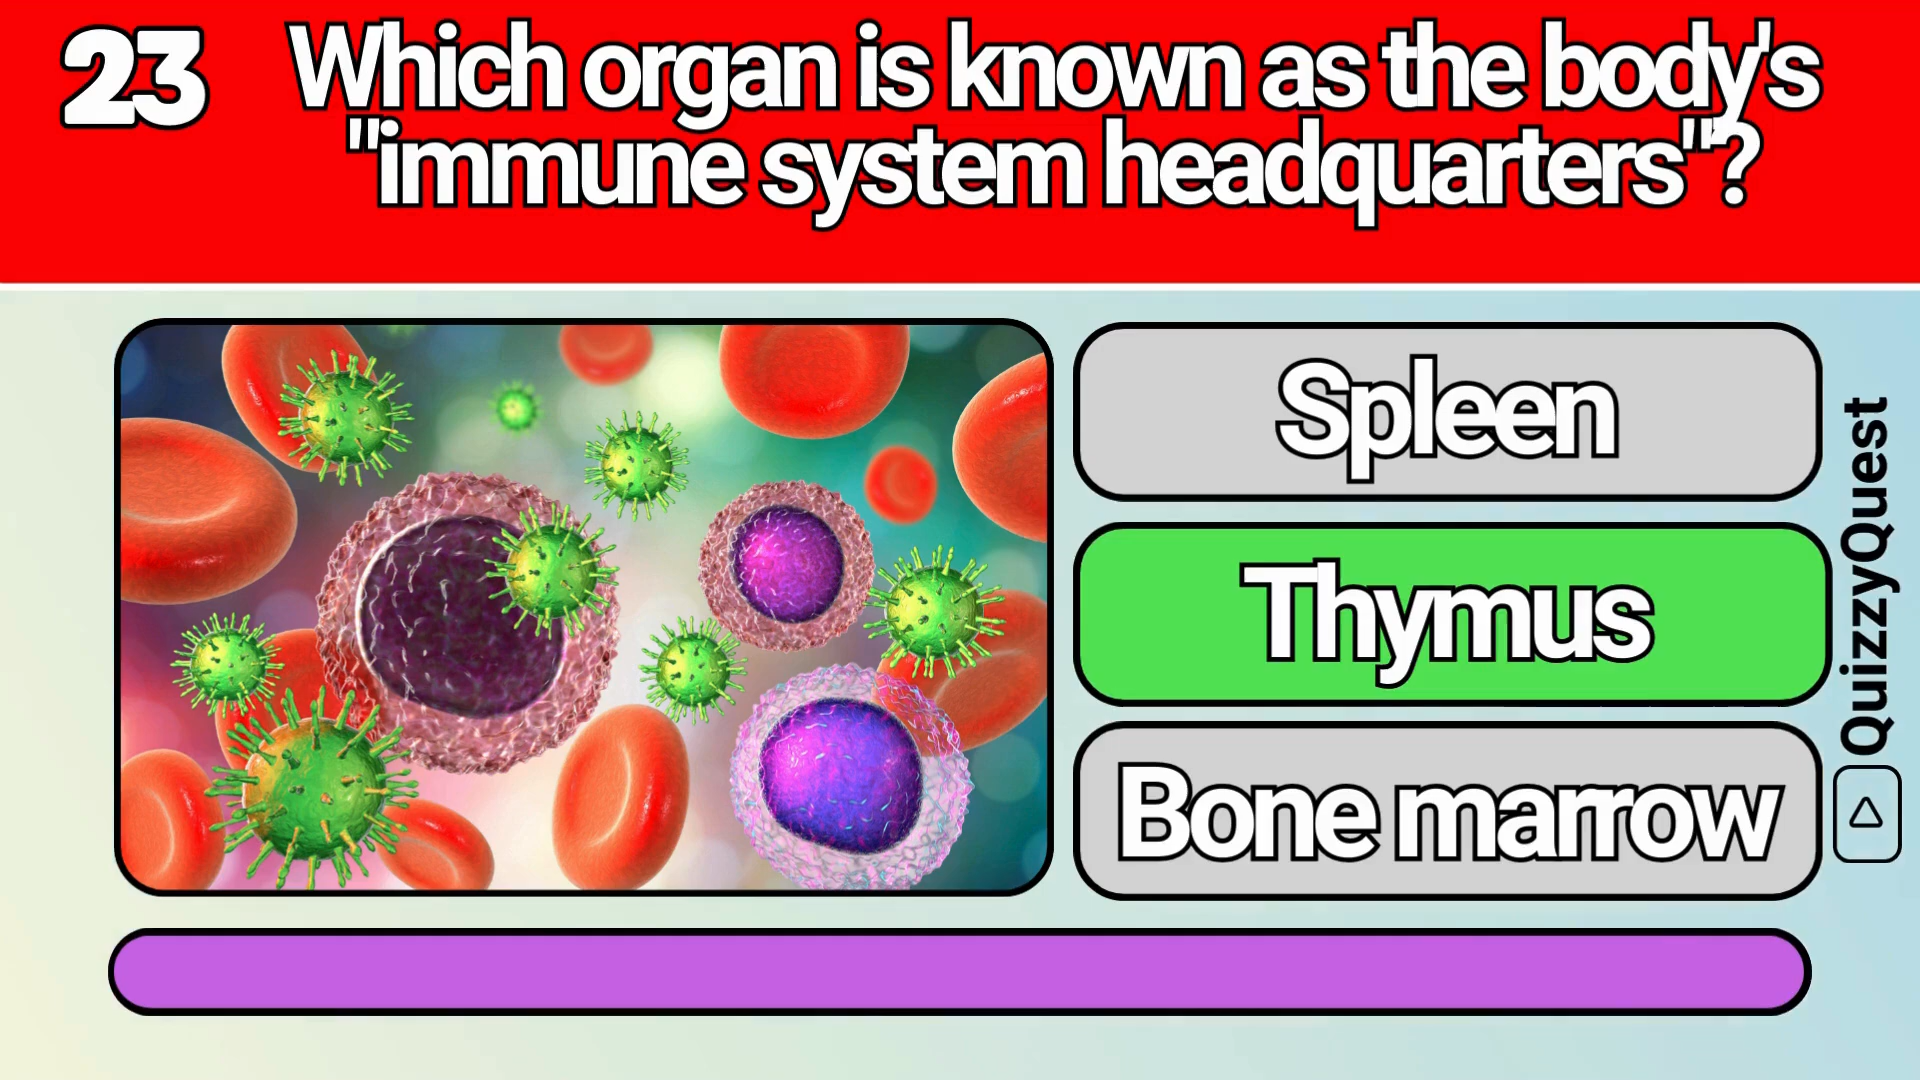 23
Which organ is known as the body's
"immune system headquarters"?
Spleen
Thymus
Bone marrow
QuizzyQuest